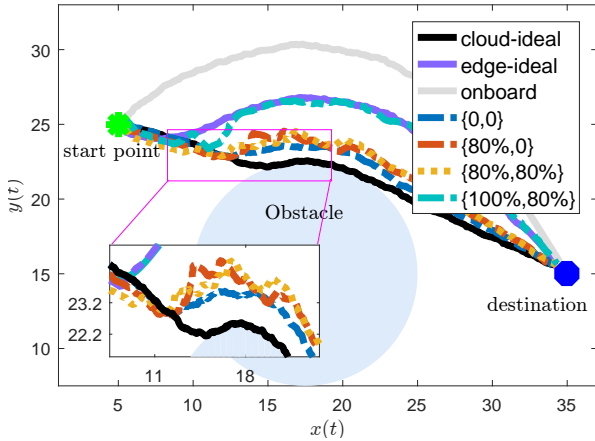 30
25
20
15
10
y(t)
5
10
15
20
25
30
35
x(t)
cloud-ideal
edge-ideal
onboard
{0,0}
{80%,0}
{80%,80%}
{100%,80%}
start point
Obstacle
destination
23.2
22.2
11
18